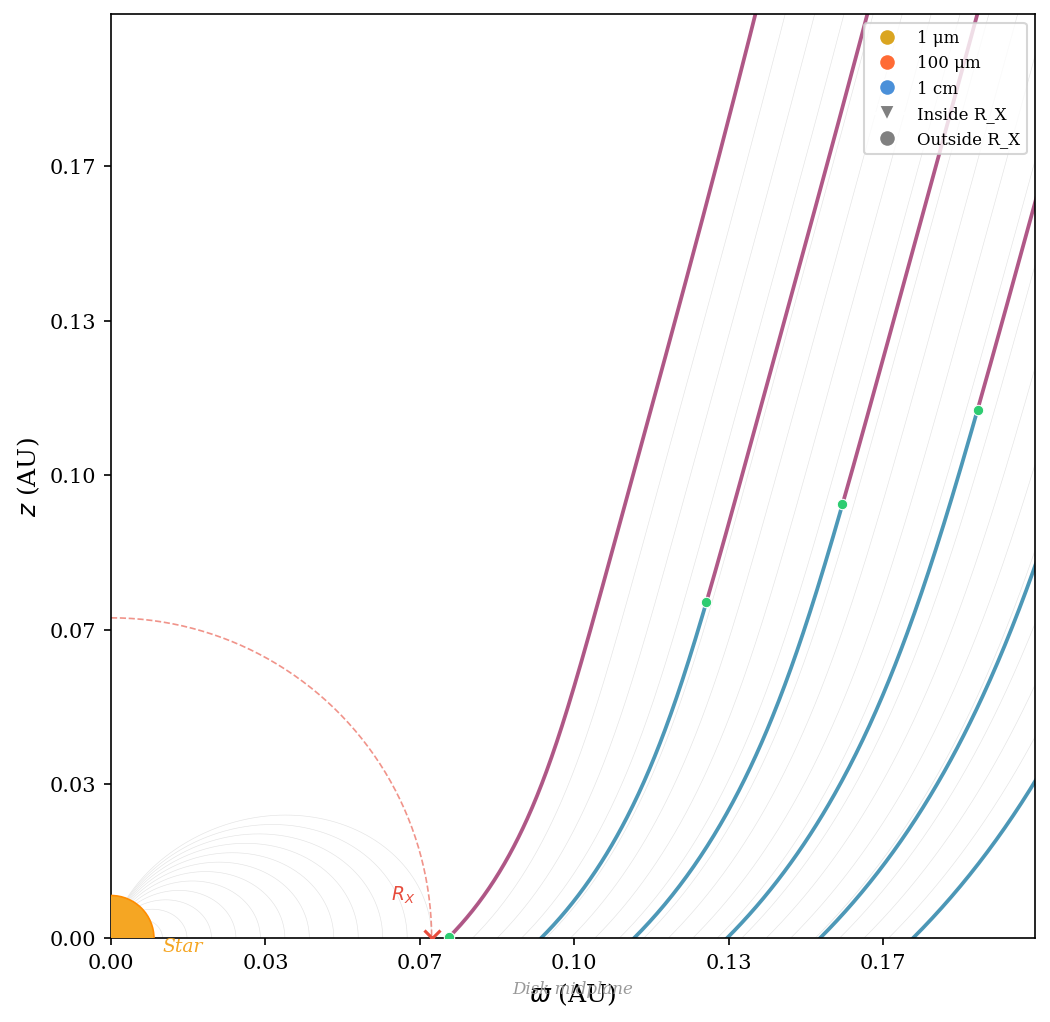 1 μm
100 μm
1 cm
Inside R_X
Outside R_X
0.17
0.13
0.10
0.07
0.03
0.00
z (AU)
R_X
Star
0.00 0.03 0.07 0.10 0.13 0.17
Disk midplane
ϖ (AU)